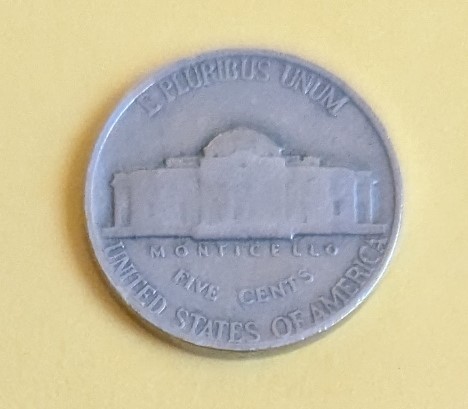 E PLURIBUS UNUM
MONTICELLO
FIVE CENTS
UNITED STATES OF AMERICA